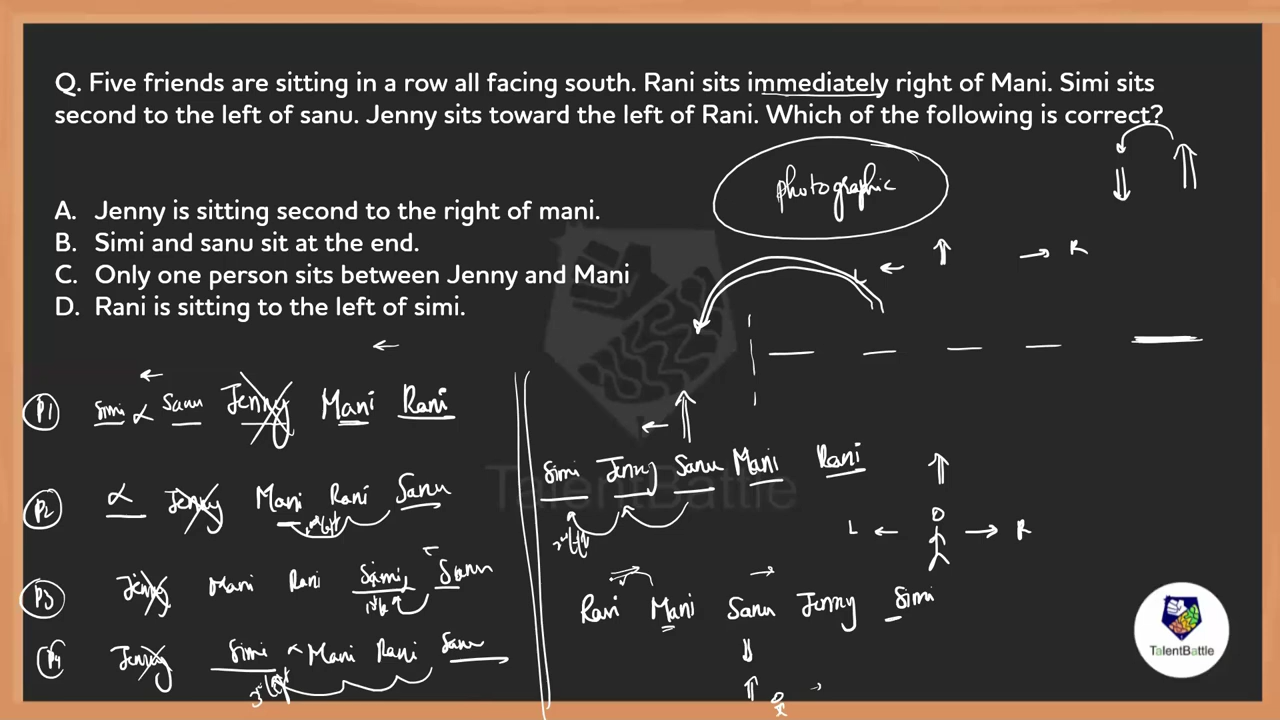 Q. Five friends are sitting in a row all facing south. Rani sits immediately right of Mani. Simi sits
second to the left of sanu. Jenny sits toward the left of Rani. Which of the following is correct?
photographic
A. Jenny is sitting second to the right of mani.
B. Simi and sanu sit at the end.
C. Only one person sits between Jenny and Mani
D. Rani is sitting to the left of simi.
L R
P1 Simi Sanu Jenny Mani Rani
Simi Jenny Sanu Mani Rani
P2 Jenny Mani Rani Sanu
TalentBattle
L R
P3 Jenny Mani Rani Simi Sanu
Rani Mani Sanu Jenny Simi
P4 Jenny Simi Mani Rani Sanu
TalentBattle